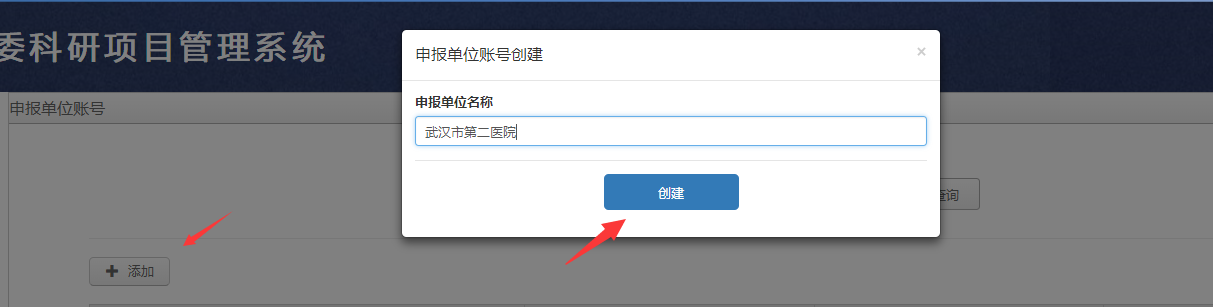 委科研项目管理系统
申报单位账号创建
×
申报单位账号
申报单位名称
武汉市第二医院
创建
查询
添加